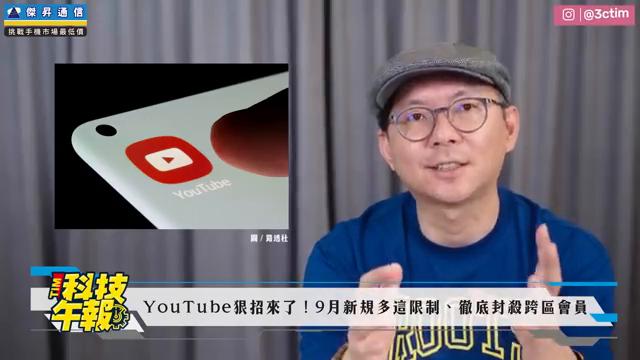 傑昇通信
挑戰手機市場最低價
@3ctim
YouTube
圖/路透社
科技
午報
YouTube狠招來了！9月新規多這限制、徹底封殺跨區會員
ROOTS